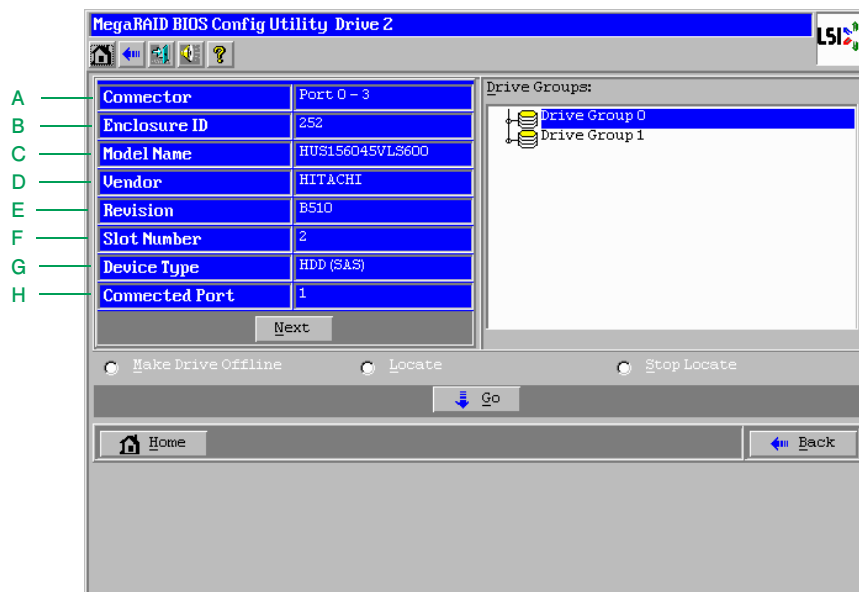 MegaRAID BIOS Config Utility Drive 2
LSI
A Connector Port 0 - 3
B Enclosure ID 252
C Model Name HUS156045VLS600
D Vendor HITACHI
E Revision B510
F Slot Number 2
G Device Type HDD (SAS)
H Connected Port 1
Next
Drive Groups:
Drive Group 0
Drive Group 1
Make Drive Offline Locate Stop Locate
Go
Home Back